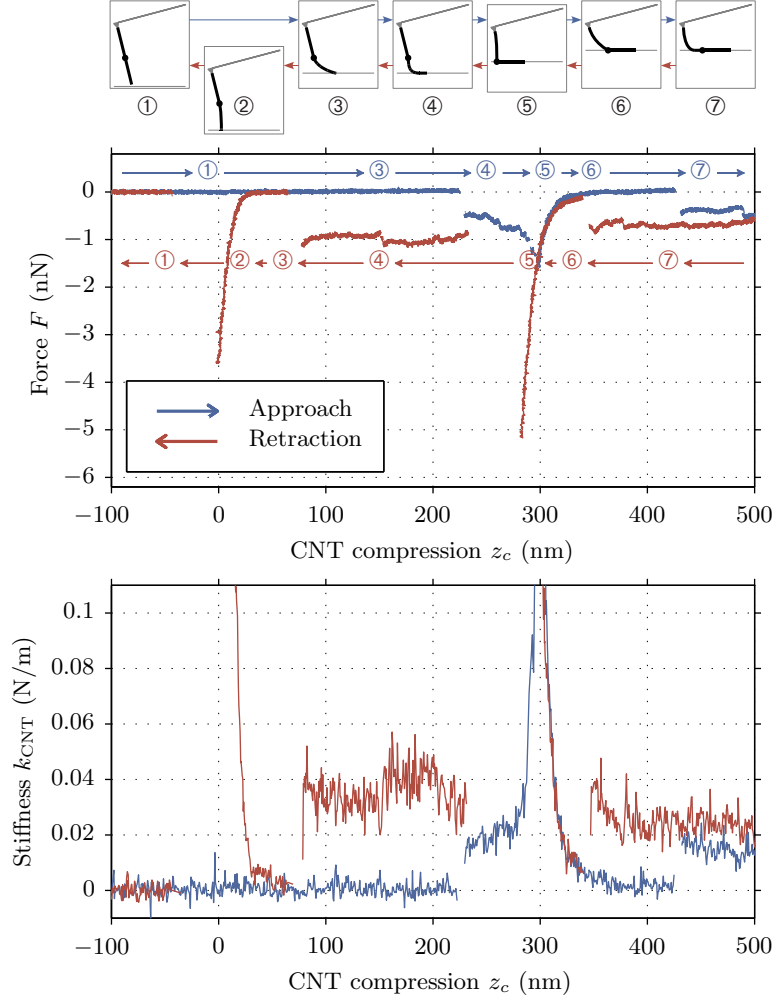 ① ② ③ ④ ⑤ ⑥ ⑦
① ③ ④ ⑤ ⑥ ⑦
0
−1
−2
−3
−4
−5
−6
① ② ③ ④ ⑤ ⑥ ⑦
Force F (nN)
Approach
Retraction
−100 0 100 200 300 400 500
CNT compression z_c (nm)
0.1
0.08
0.06
0.04
0.02
0
Stiffness k_CNT (N/m)
−100 0 100 200 300 400 500
CNT compression z_c (nm)